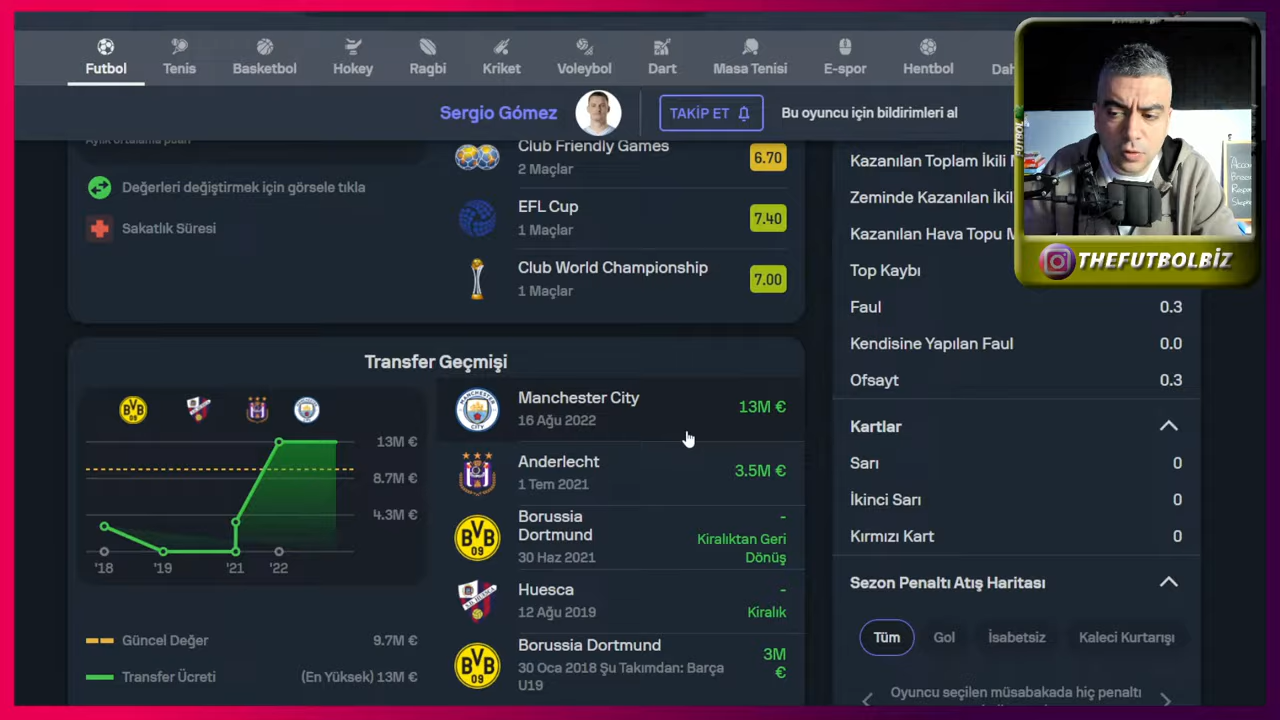 Futbol
Tenis
Basketbol
Hokey
Ragbi
Kriket
Voleybol
Dart
Masa Tenisi
E-spor
Hentbol
Sergio Gómez
TAKİP ET
Bu oyuncu için bildirimleri al
Değerleri değiştirmek için görsele tıkla
Sakatlık Süresi
Club Friendly Games
6.70
2 Maçlar
EFL Cup
7.40
1 Maçlar
Club World Championship
7.00
1 Maçlar
Transfer Geçmişi
13M €
8.7M €
4.3M €
'18
'19
'21
'22
Güncel Değer
9.7M €
Transfer Ücreti
(En Yüksek) 13M €
Manchester City
13M €
16 Ağu 2022
Anderlecht
3.5M €
1 Tem 2021
Borussia
Dortmund
-
Kiralıktan Geri
Dönüş
30 Haz 2021
Huesca
-
12 Ağu 2019
Kiralık
Borussia Dortmund
3M
€
30 Oca 2018 Şu Takımdan: Barça
U19
Kazanılan Toplam İkili
Zeminde Kazanılan İkil
Kazanılan Hava Topu
Top Kaybı
Faul
0.3
Kendisine Yapılan Faul
0.0
Ofsayt
0.3
Kartlar
Sarı
0
İkinci Sarı
0
Kırmızı Kart
0
Sezon Penaltı Atış Haritası
Tüm
Gol
İsabetsiz
Kaleci Kurtarışı
Oyuncu seçilen müsabakada hiç penaltı
THEFUTBOLBIZ